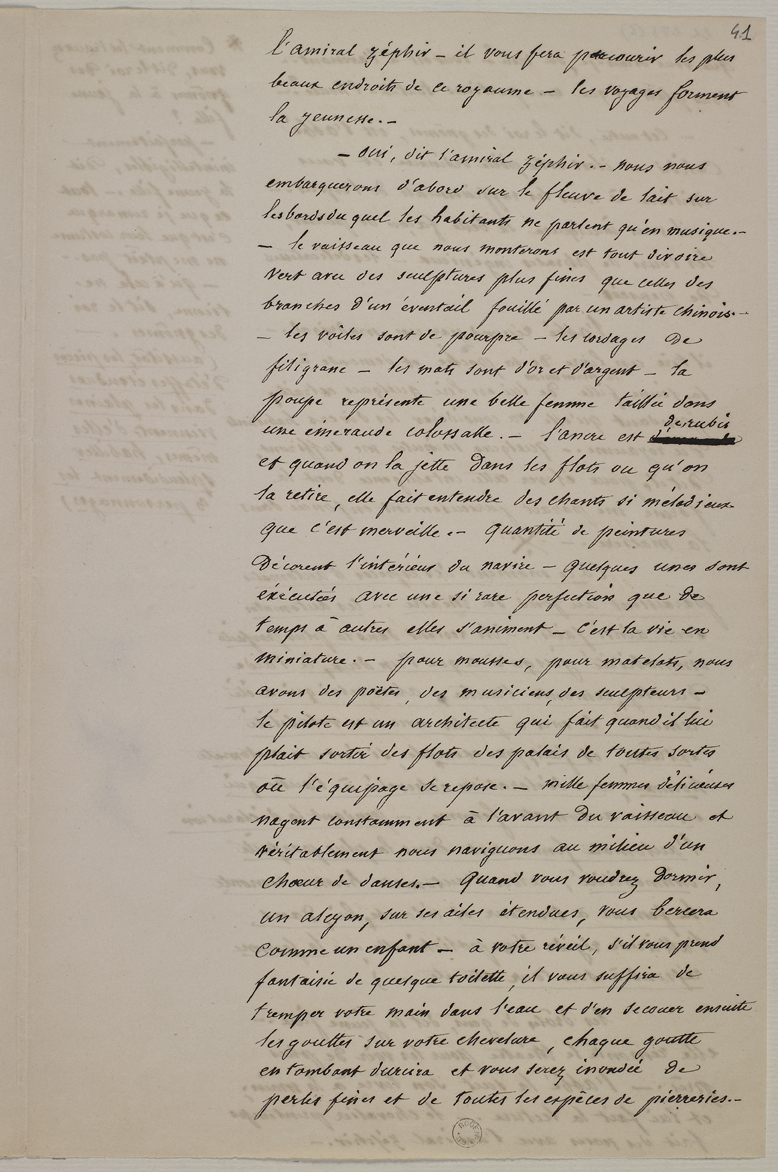 41
l'amiral zéphir — il vous fera parcourir les plus
beaux endroits de ce royaume — les voyages forment
la jeunesse. —
— oui, dit l'amiral zéphir. — nous nous
embarquerons d'abord sur le fleuve de lait sur
les bords du quel les habitants ne parlent qu'en musique. —
— le vaisseau que nous monterons est tout d'ivoire
vert avec des sculptures plus fines que celles des
branches d'un éventail fouillé par un artiste chinois. —
— les voiles sont de pourpre — les cordages de
filigrane — les mats sont d'or et d'argent — la
poupe représente une belle femme taillée dans
une émeraude colossalle. — l'ancre est de rubis
et quand on la jette dans les flots ou qu'on
la retire, elle fait entendre des chants si mélodieux
que c'est merveille. — quantité de peintures
décorent l'intérieur du navire — quelques unes sont
éxécutées avec une si rare perfection que de
temps à autres elles s'animent — c'est la vie en
miniature. — pour mousses, pour matelots, nous
avons des poëtes, des musiciens, des sculpteurs —
le pilote est un architecte qui fait quand il lui
plait sortir des flots des palais de toutes sortes
où l'équipage se repose. — mille femmes délicieuses
nagent constamment à l'avant du vaisseau et
véritablement nous naviguons au milieu d'un
chœur de danses. — quand vous voudrez dormir,
un alcyon, sur ses ailes étendues, vous bercera
comme un enfant — à votre réveil, s'il vous prend
fantaisie de quelque toilette, il vous suffira de
tremper votre main dans l'eau et d'en secouer ensuite
les gouttes sur votre chevelure, chaque goutte
en tombant durcira et vous serez inondée de
perles fines et de toutes les espèces de pierreries. —